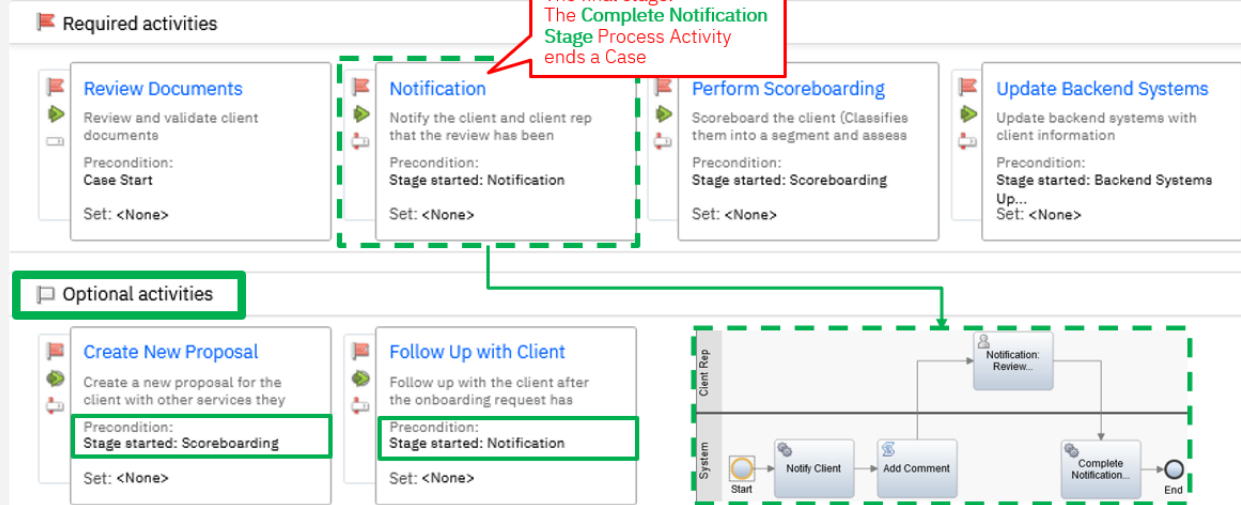 The final stage:
The Complete Notification
Stage Process Activity
ends a Case
Required activities
Review Documents
Review and validate client
documents
Precondition:
Case Start
Set: <None>
Notification
Notify the client and client rep
that the review has been
Precondition:
Stage started: Notification
Set: <None>
Perform Scoreboarding
Scoreboard the client (Classifies
them into a segment and assess
Precondition:
Stage started: Scoreboarding
Set: <None>
Update Backend Systems
Update backend systems with
client information
Precondition:
Stage started: Backend Systems
Up...
Set: <None>
Optional activities
Create New Proposal
Create a new proposal for the
client with other services they
Precondition:
Stage started: Scoreboarding
Set: <None>
Follow Up with Client
Follow up with the client after
the onboarding request has
Precondition:
Stage started: Notification
Set: <None>
Client Rep
Notification:
Review...
System
Start
Notify Client
Add Comment
Complete
Notification...
End